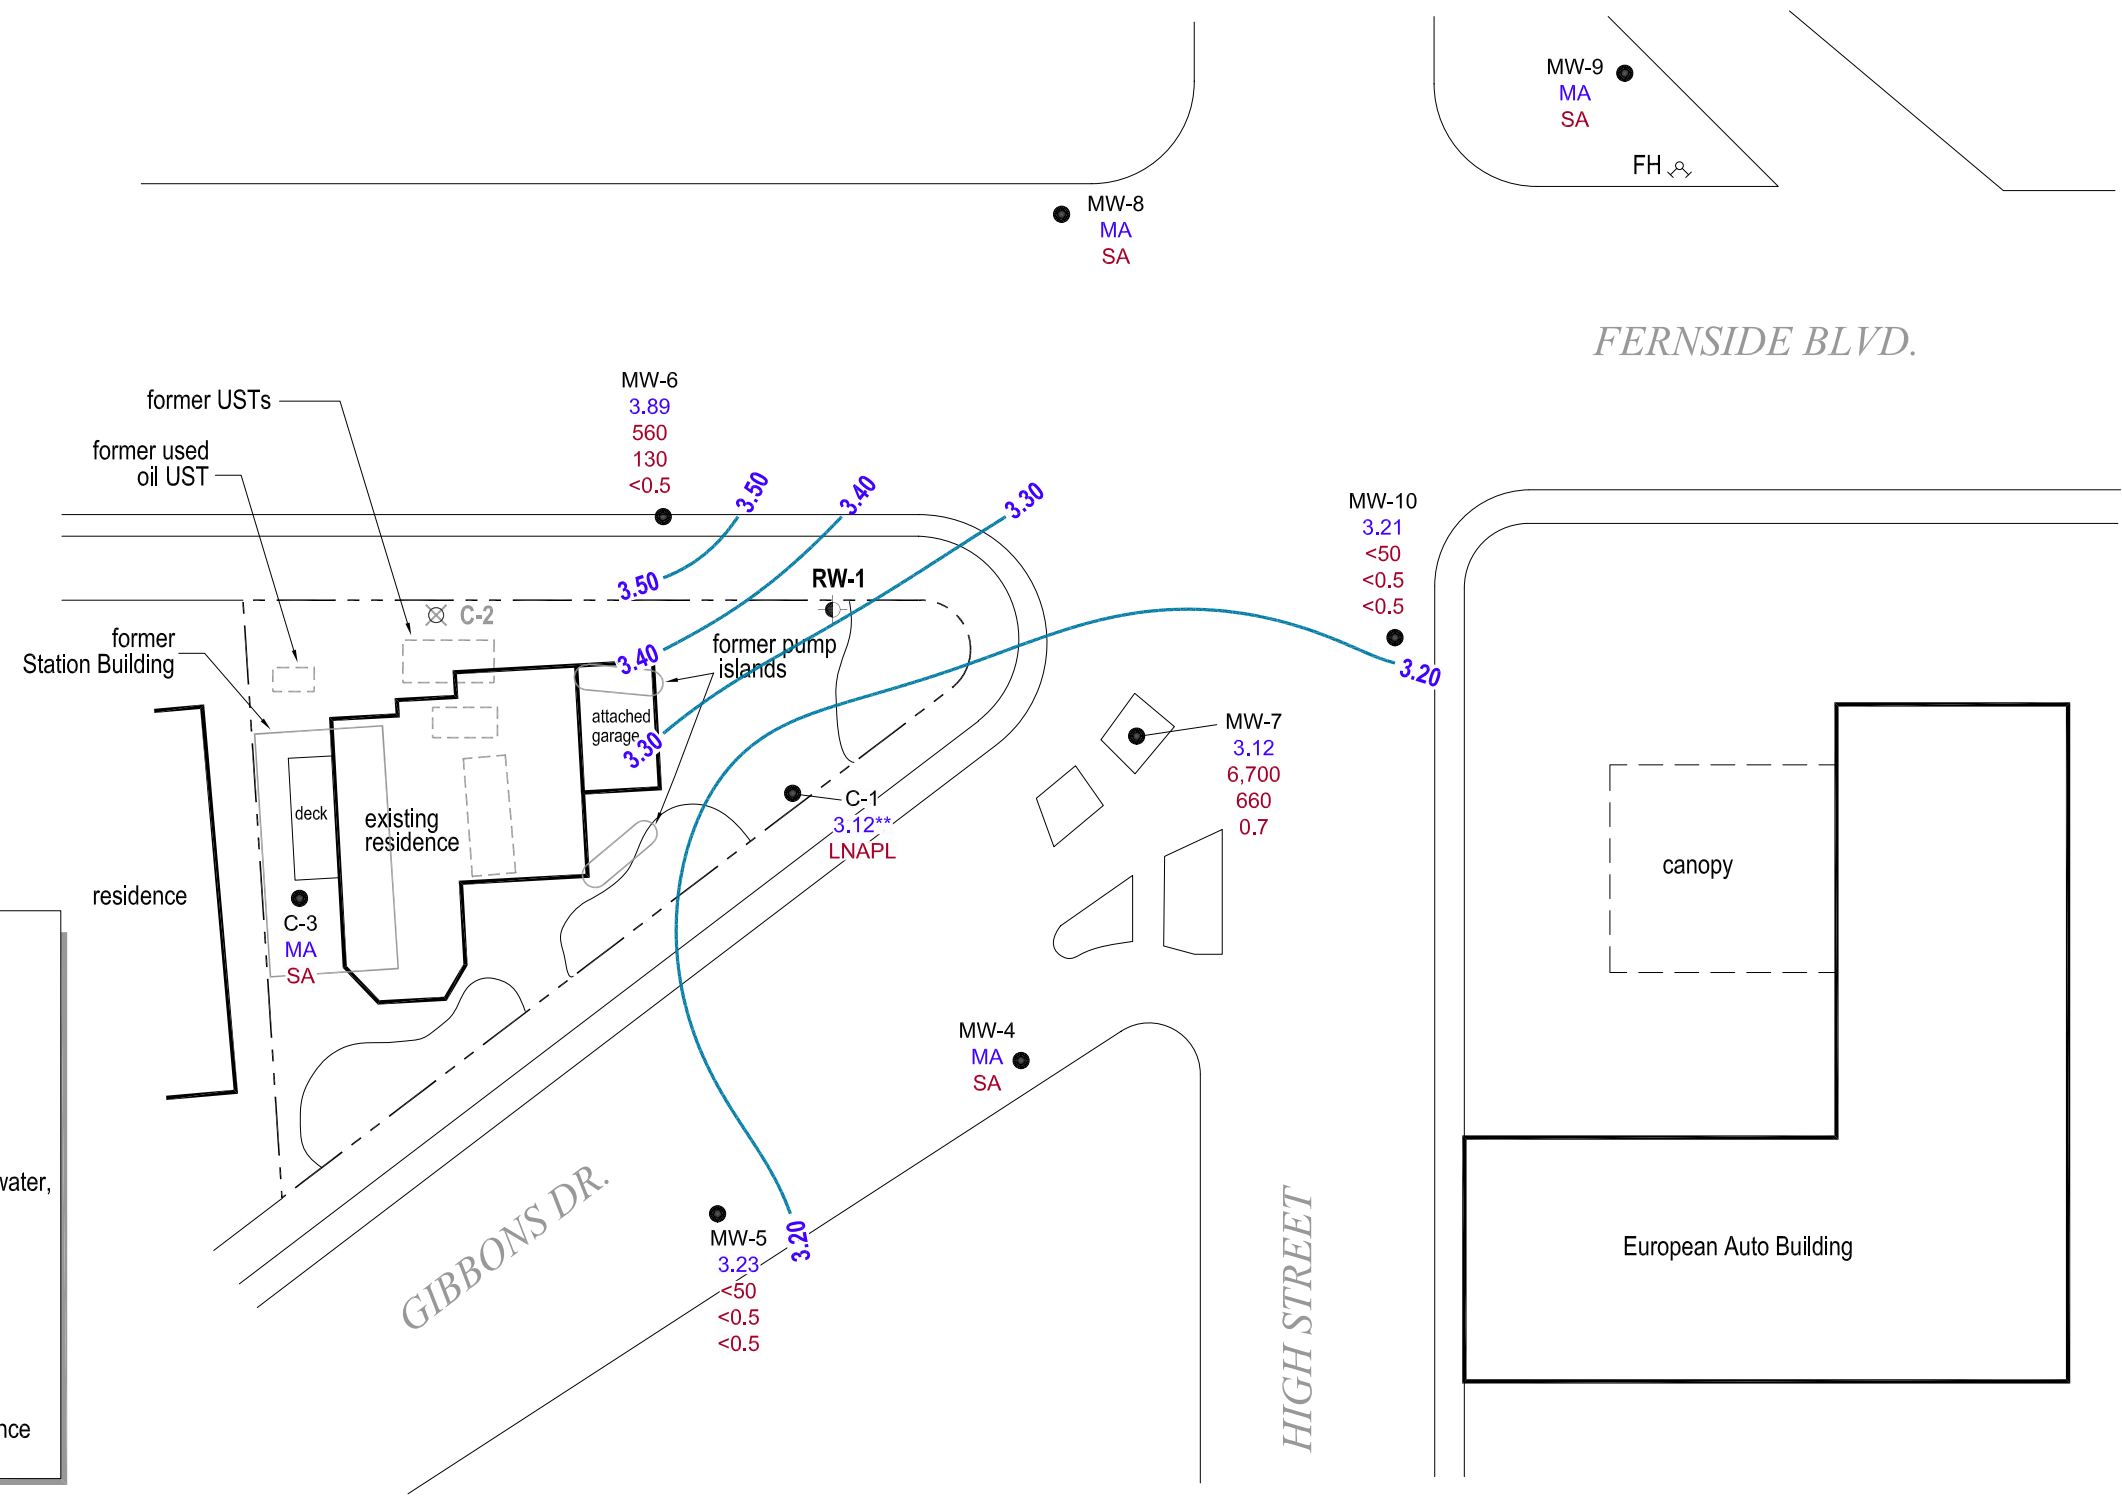 MW-9
MA
SA
FH
MW-8
MA
SA
FERNSIDE BLVD.
MW-6
3.89
560
130
<0.5
former USTs
former used
oil UST
3.50
3.40
3.30
MW-10
3.21
<50
<0.5
<0.5
3.50
RW-1
C-2
former
Station Building
3.40
former pump
islands
3.20
attached
garage
3.30
MW-7
3.12
6,700
660
0.7
C-1
3.12**
LNAPL
deck
existing
residence
canopy
residence
C-3
MA
SA
MW-4
MA
SA
water,
GIBBONS DR.
MW-5
3.23
<50
<0.5
<0.5
3.20
HIGH STREET
European Auto Building
nce